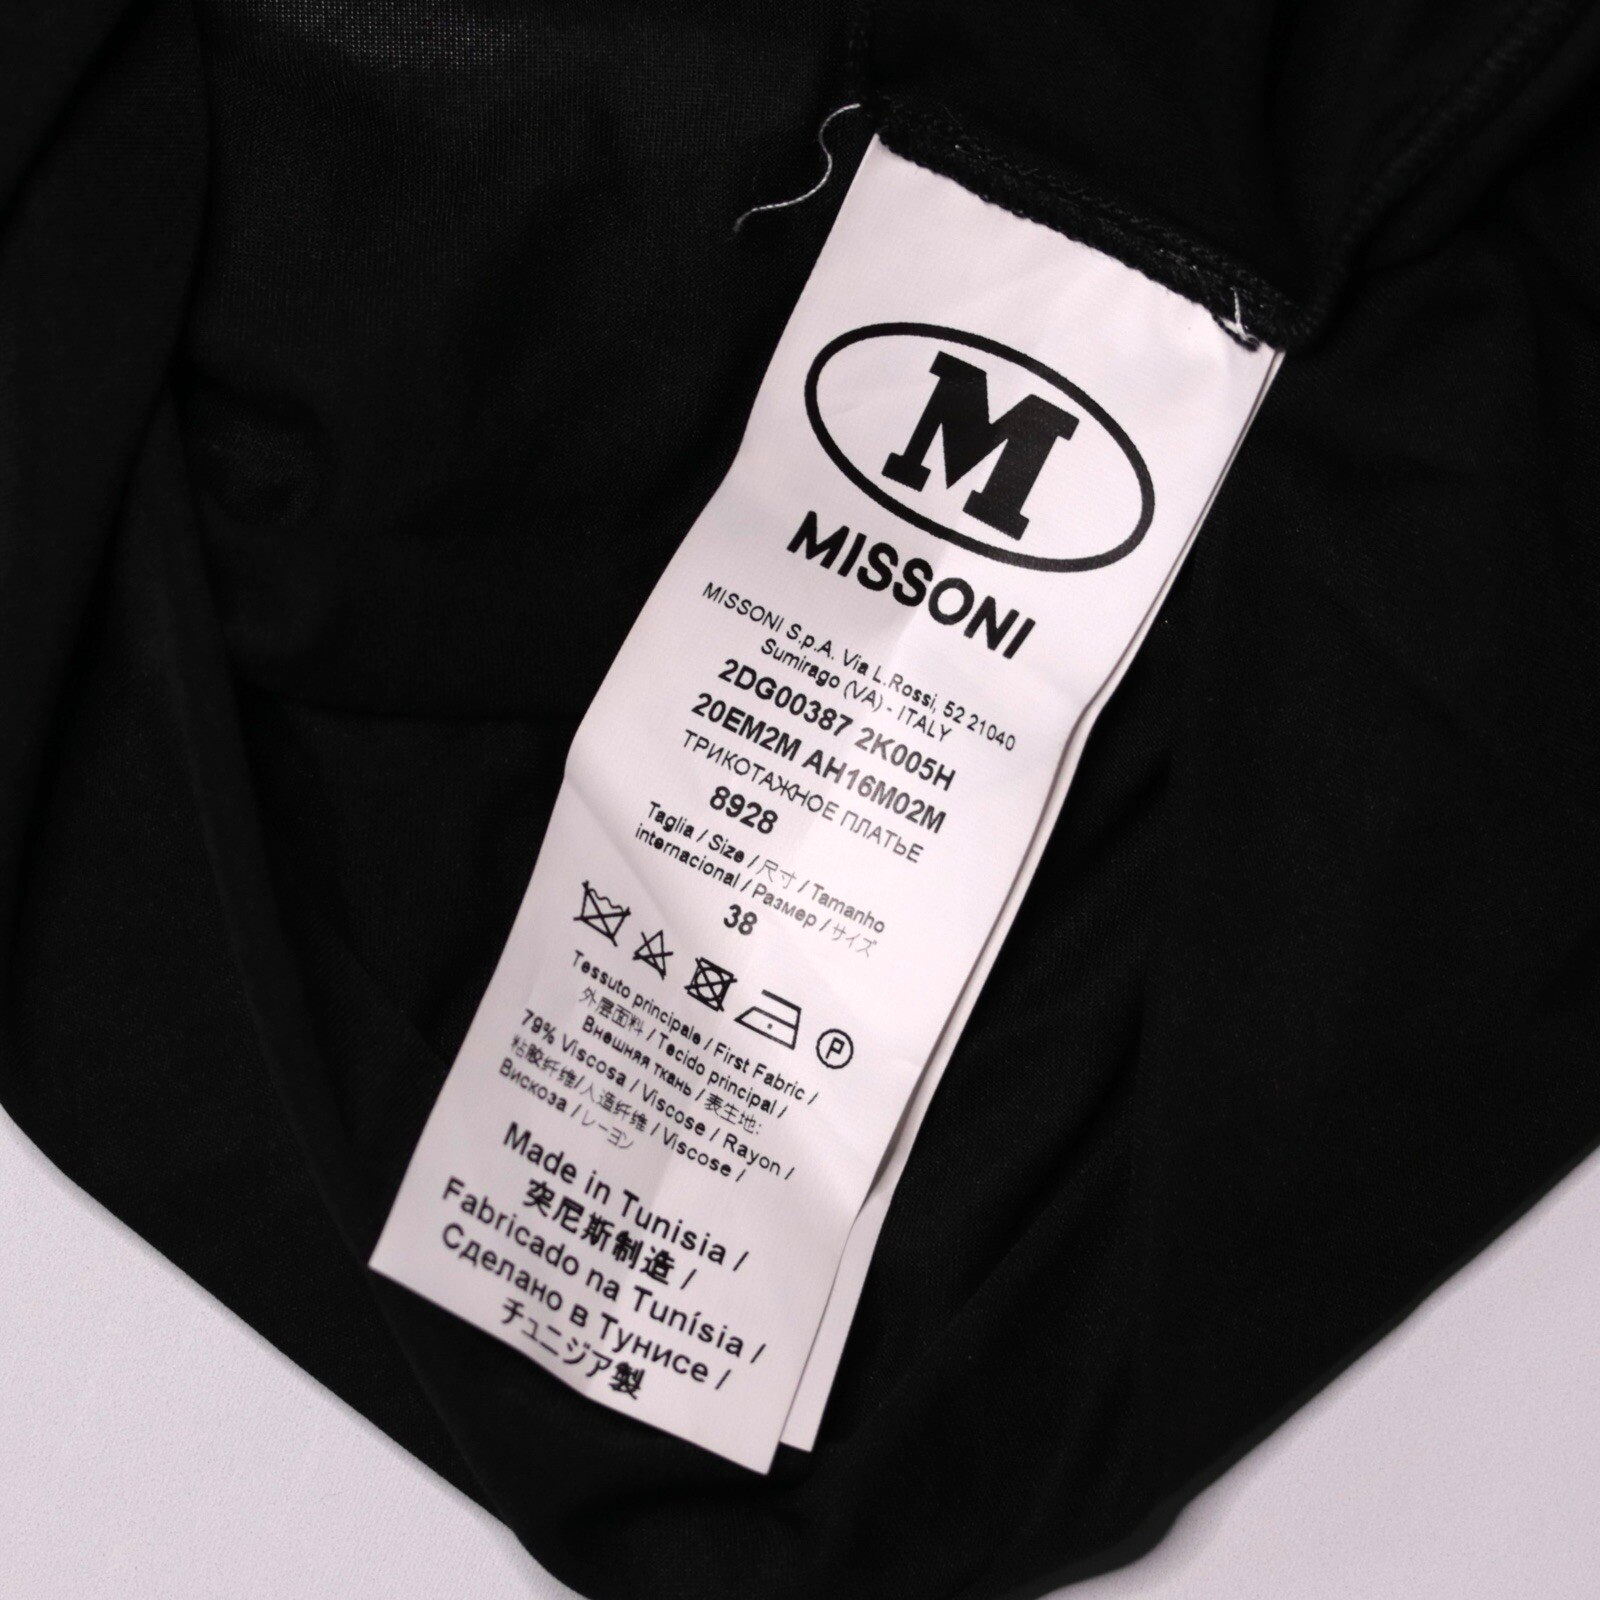 M
MISSONI
MISSONI S.p.A. Via L.Rossi, 52 21040
Sumirago (VA) - ITALY
2DG00387 2K005H
20EM2M AH16M02M
ТРИКОТАЖНОЕ ПЛАТЬЕ
8928
Taglia / Size / 尺寸 / Tamanho
internacional / Размер / サイズ
38
P
Tessuto principale / First Fabric /
外层面料 / Tecido principal /
Внешняя ткань / 表生地:
79% Viscosa / Viscose / Rayon /
粘胶纤维/人造纤维 / Viscose /
Вискоза / レーヨン
Made in Tunisia /
突尼斯制造 /
Fabricado na Tunísia /
Сделано в Тунисе /
チュニジア製